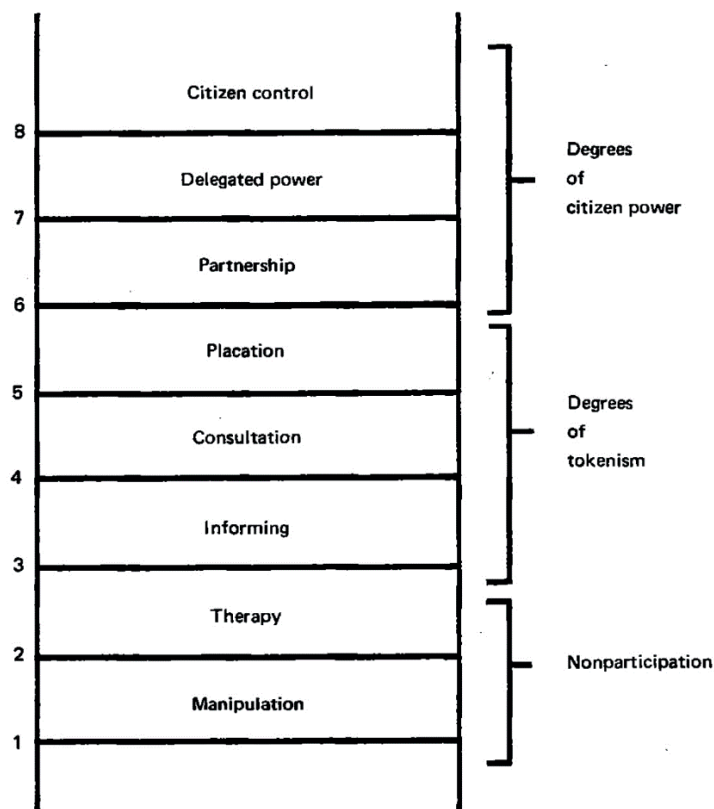 Citizen control
8
Delegated power
7
Partnership
6
Placation
5
Consultation
4
Informing
3
Therapy
2
Manipulation
1
Degrees
of
citizen power
Degrees
of
tokenism
Nonparticipation